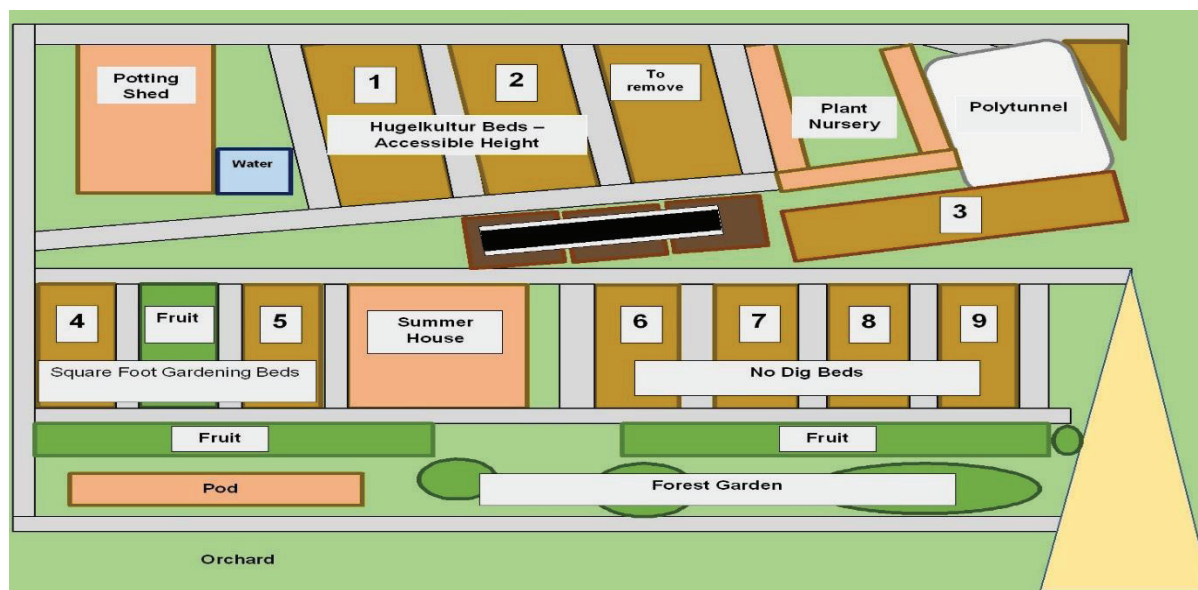 Potting
Shed
1
2
To
remove
Hugelkultur Beds –
Accessible Height
Plant
Nursery
Polytunnel
Water
3
4
Fruit
5
Summer
House
6
7
8
9
Square Foot Gardening Beds
No Dig Beds
Fruit
Fruit
Pod
Forest Garden
Orchard